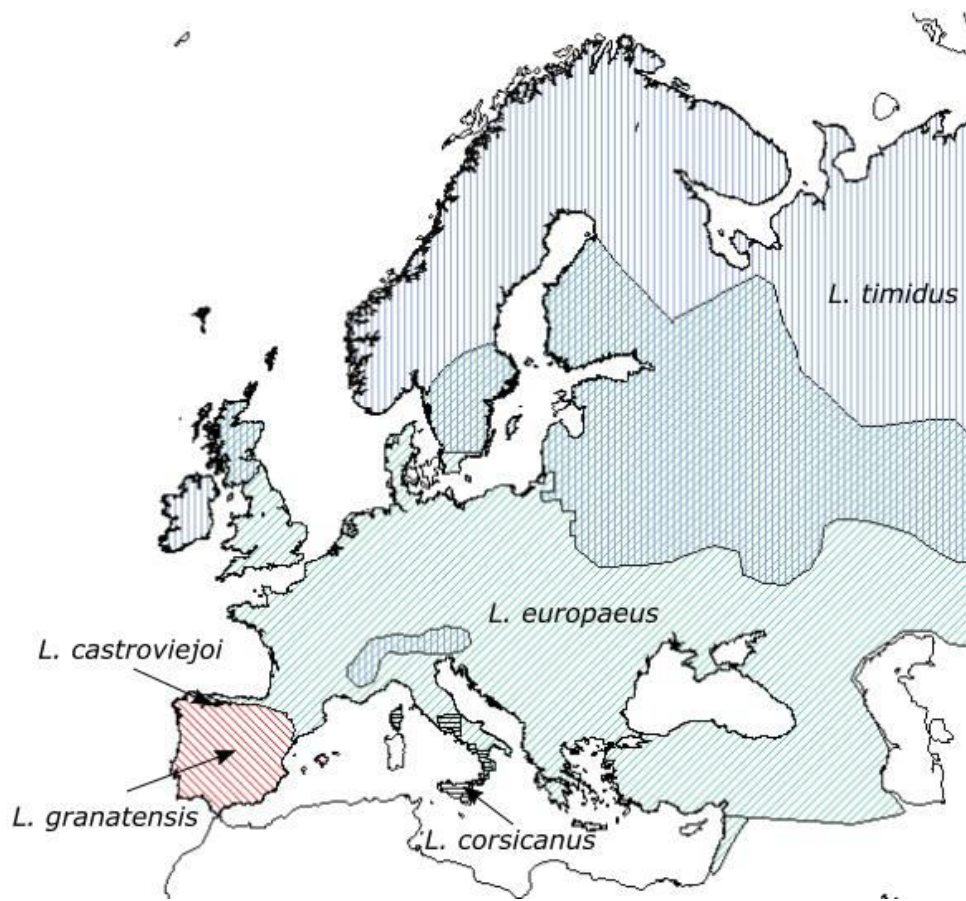 L. timidus
L. europaeus
L. castroviejoi
L. granatensis
L. corsicanus